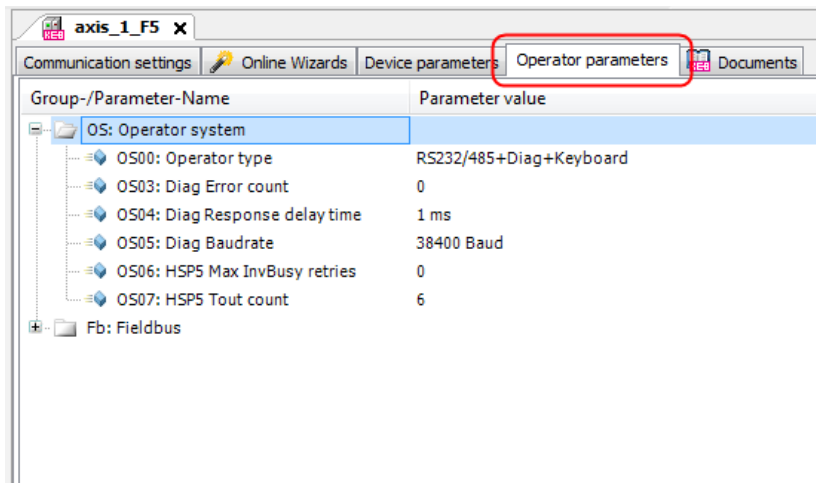 KEB axis_1_F5 x
Communication settings Online Wizards Device parameters Operator parameters KEB Documents
Group-/Parameter-Name Parameter value
OS: Operator system
OS00: Operator type RS232/485+Diag+Keyboard
OS03: Diag Error count 0
OS04: Diag Response delay time 1 ms
OS05: Diag Baudrate 38400 Baud
OS06: HSP5 Max InvBusy retries 0
OS07: HSP5 Tout count 6
Fb: Fieldbus